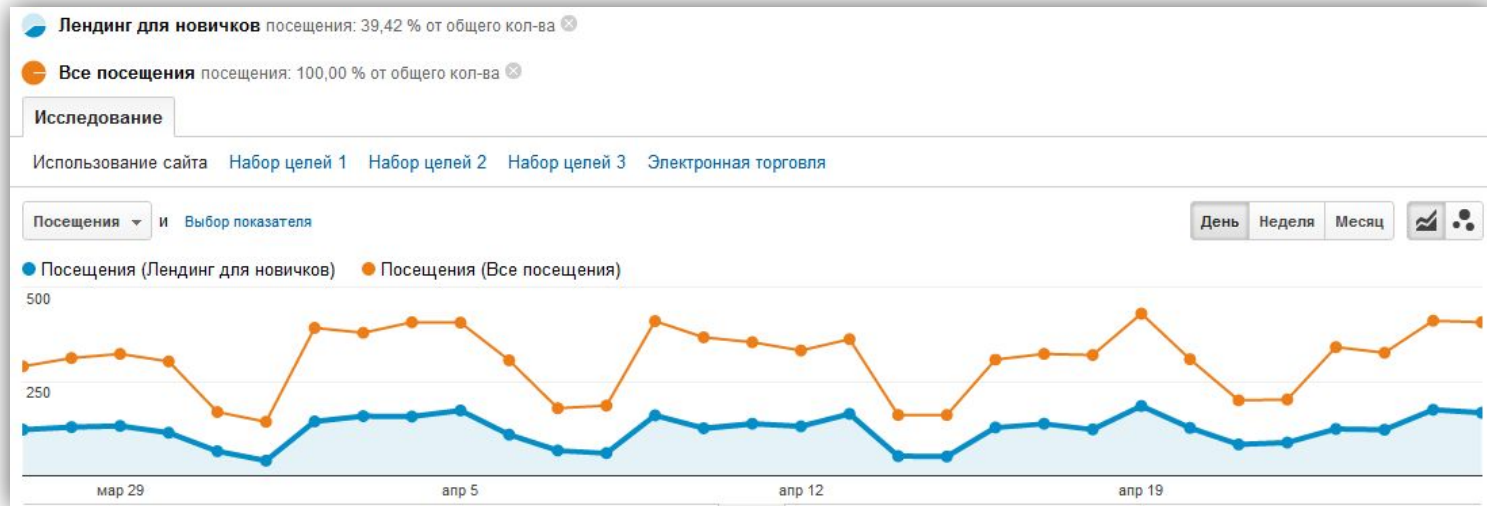 Лендинг для новичков посещения: 39,42 % от общего кол-ва
Все посещения посещения: 100,00 % от общего кол-ва
Исследование
Использование сайта Набор целей 1 Набор целей 2 Набор целей 3 Электронная торговля
Посещения и Выбор показателя День Неделя Месяц
Посещения (Лендинг для новичков) Посещения (Все посещения)
500
250
мар 29 апр 5 апр 12 апр 19